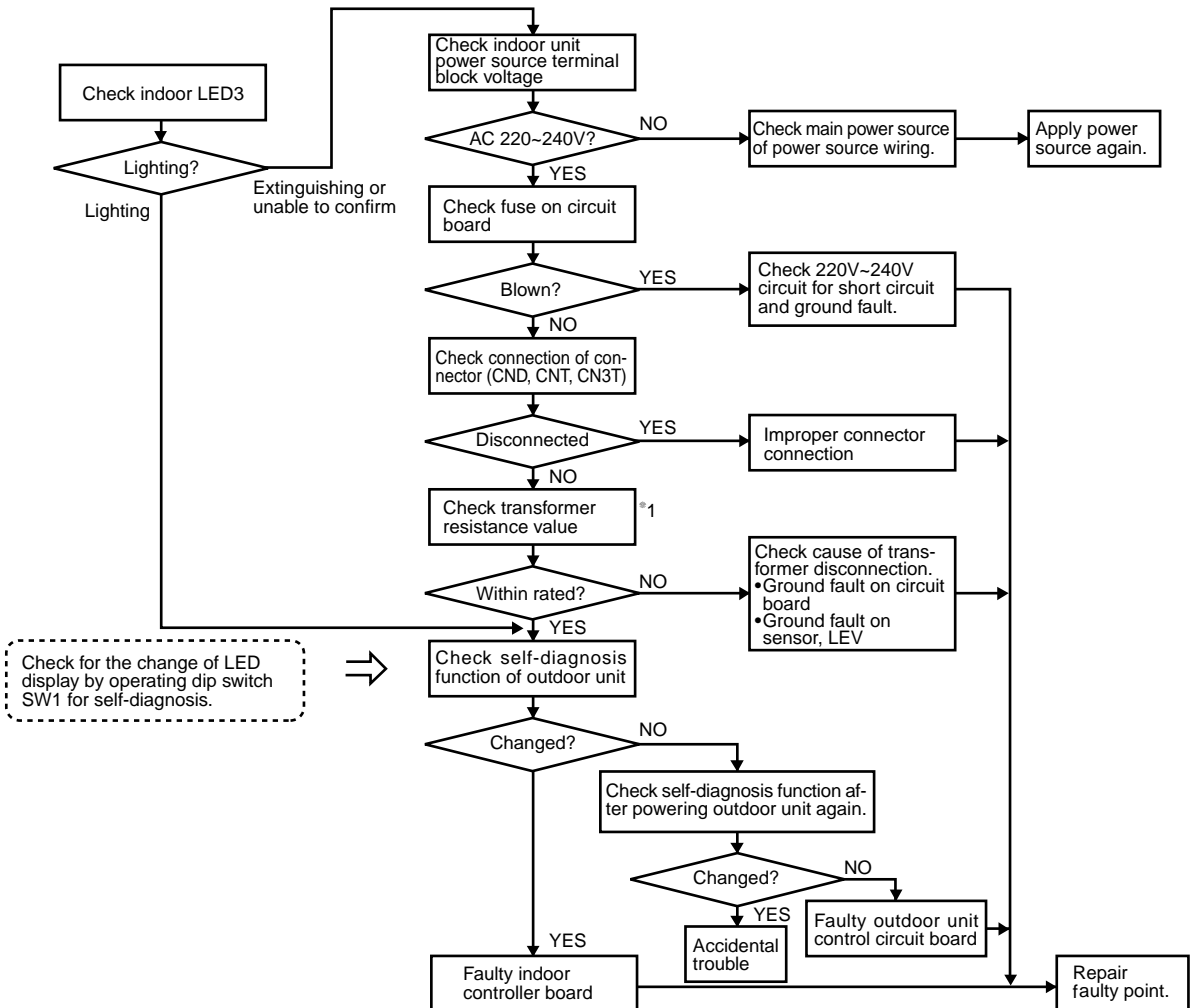 Check indoor LED3
Lighting?
Lighting
Extinguishing or
unable to confirm
Check indoor unit
power source terminal
block voltage
AC 220~240V?
NO
Check main power source
of power source wiring.
Apply power
source again.
YES
Check fuse on circuit
board
Blown?
YES
Check 220V~240V
circuit for short circuit
and ground fault.
NO
Check connection of con-
nector (CND, CNT, CN3T)
Disconnected
YES
Improper connector
connection
NO
Check transformer
resistance value
*1
Within rated?
NO
Check cause of trans-
former disconnection.
•Ground fault on circuit
board
•Ground fault on
sensor, LEV
YES
Check for the change of LED
display by operating dip switch
SW1 for self-diagnosis.
Check self-diagnosis
function of outdoor unit
Changed?
NO
Check self-diagnosis function af-
ter powering outdoor unit again.
Changed?
NO
Faulty outdoor unit
control circuit board
YES
Accidental
trouble
YES
Faulty indoor
controller board
Repair
faulty point.